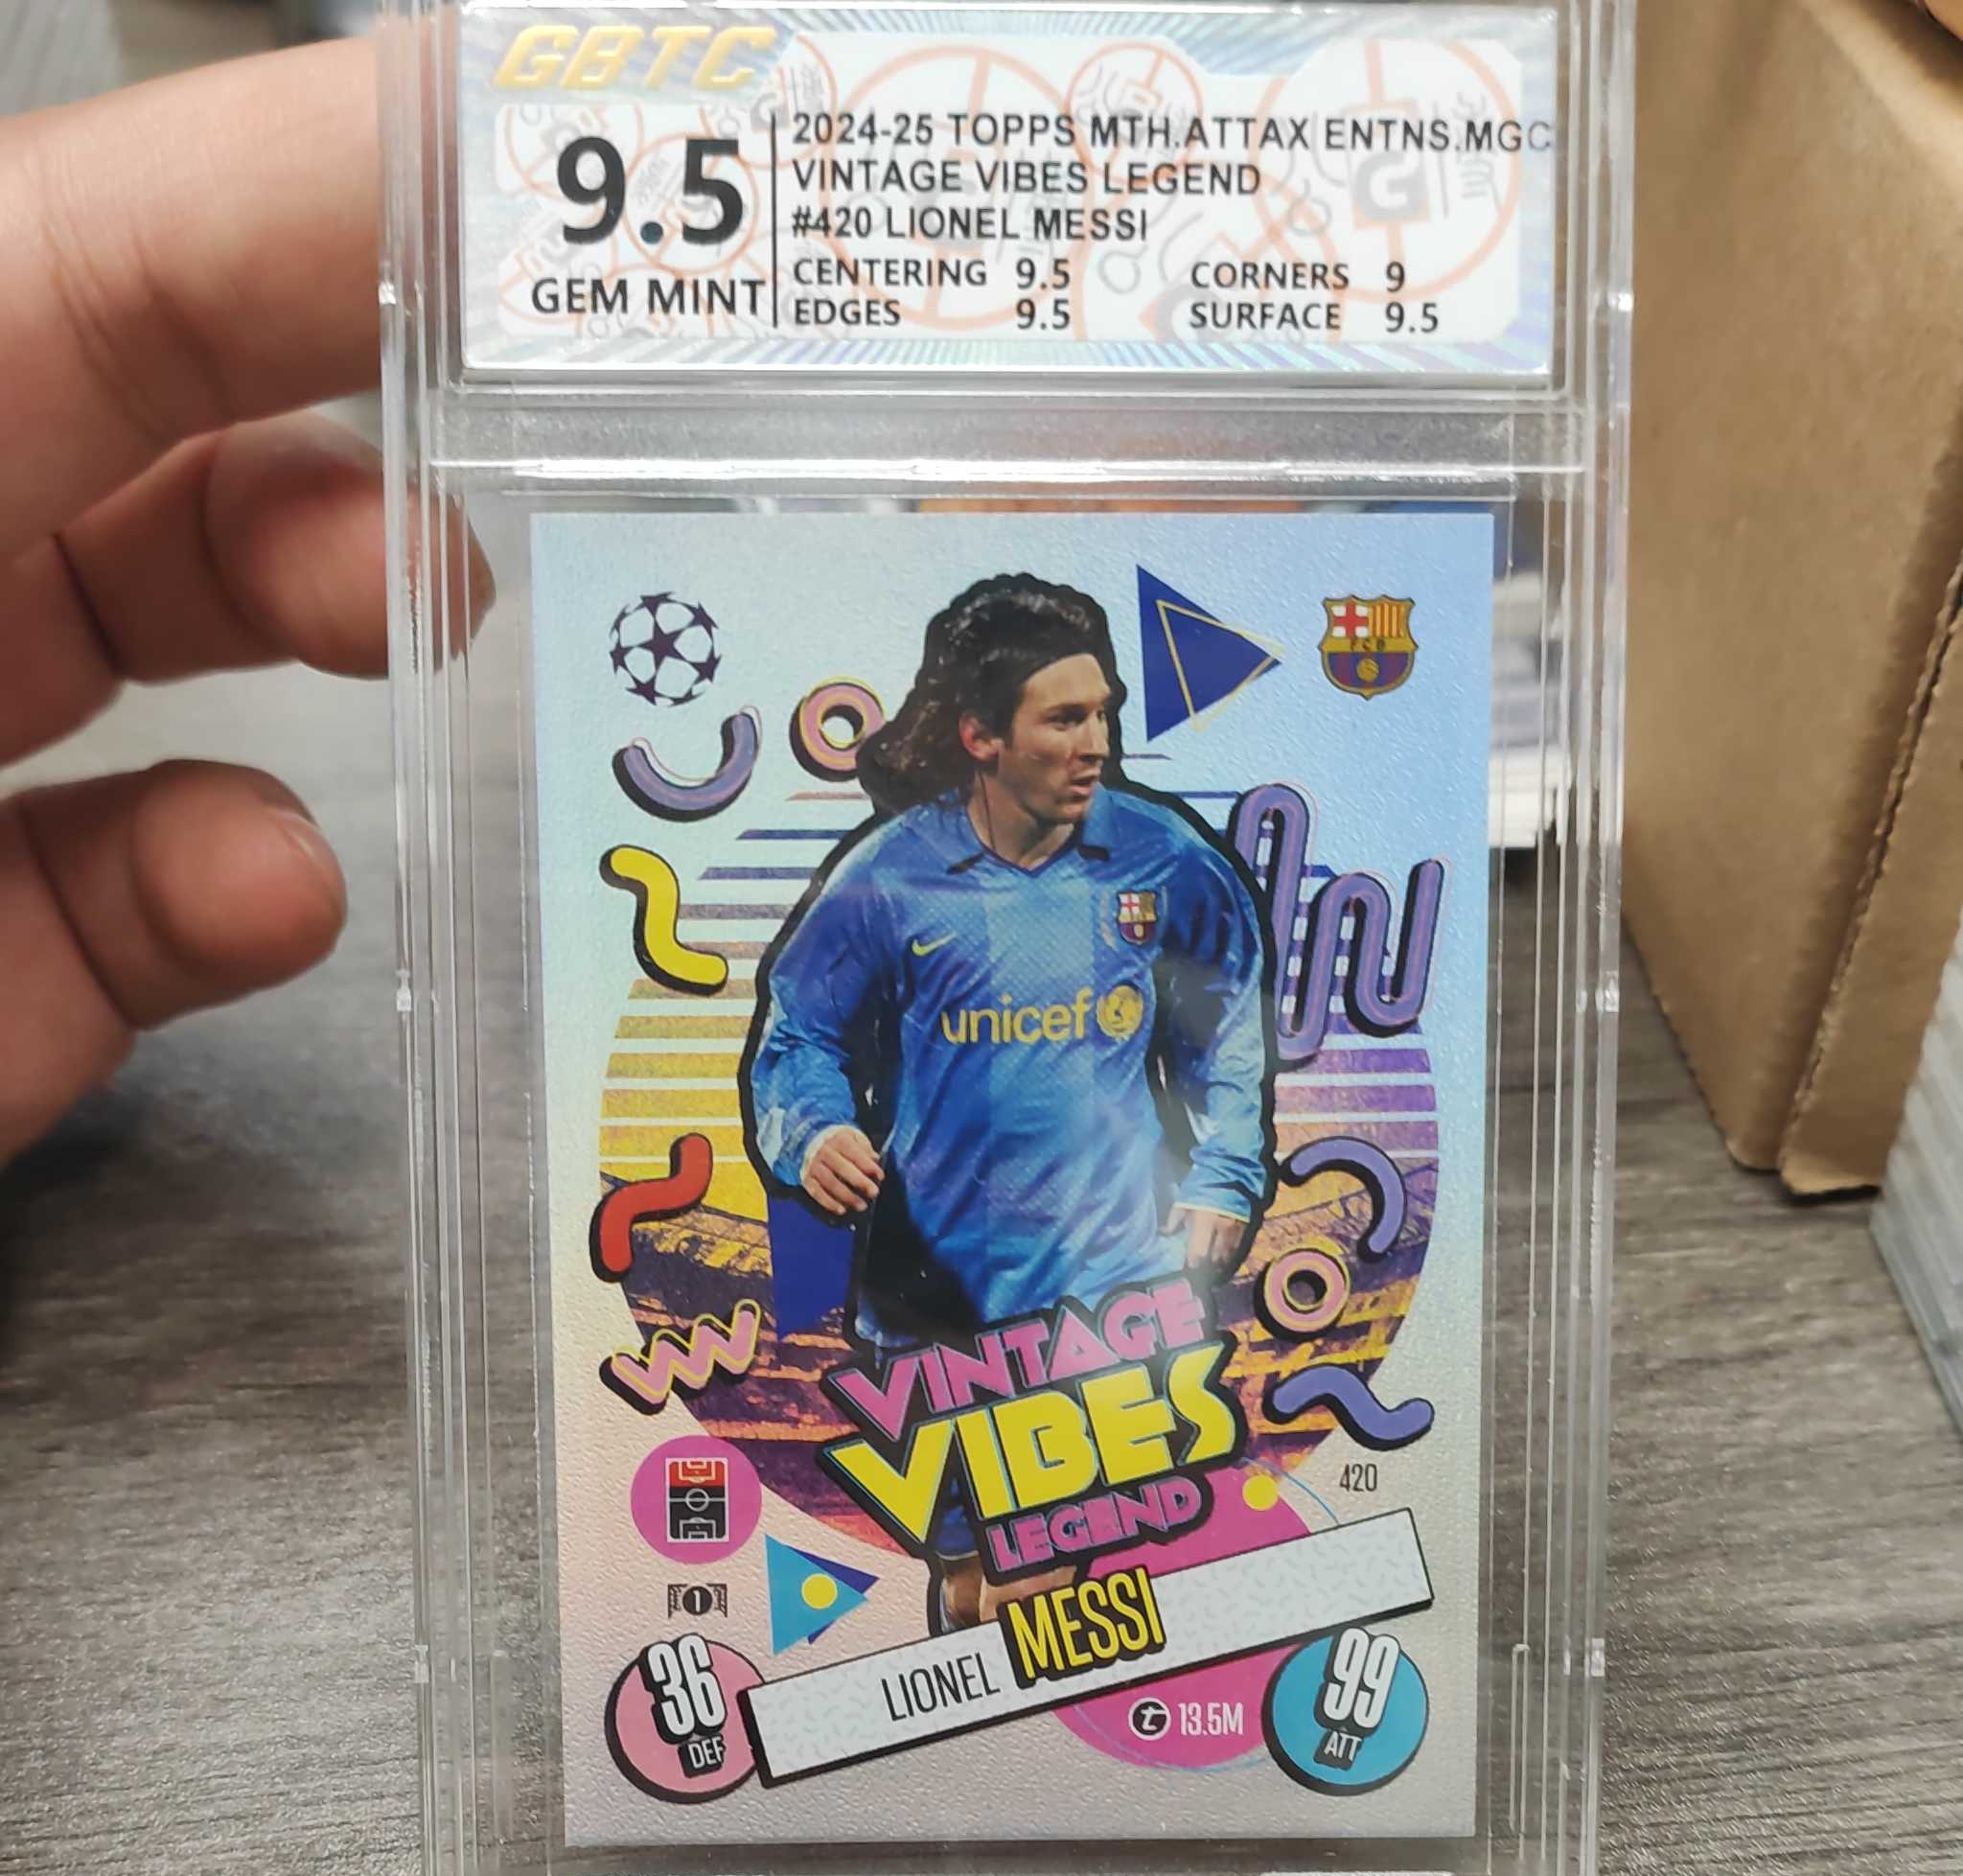 GBTC
9.5
GEM MINT
2024-25 TOPPS MTH.ATTAX ENTNS.MGC
VINTAGE VIBES LEGEND
#420 LIONEL MESSI
CENTERING 9.5 CORNERS 9
EDGES 9.5 SURFACE 9.5
FCB
unicef
VINTAGE
VIBES
LEGEND
420
1
LIONEL MESSI
36
DEF
t 13.5M
99
ATT